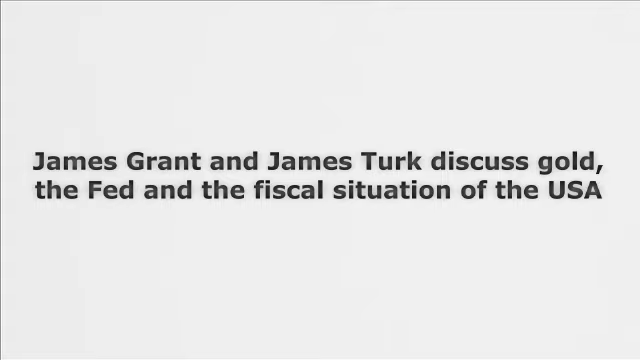 James Grant and James Turk discuss gold,
the Fed and the fiscal situation of the USA